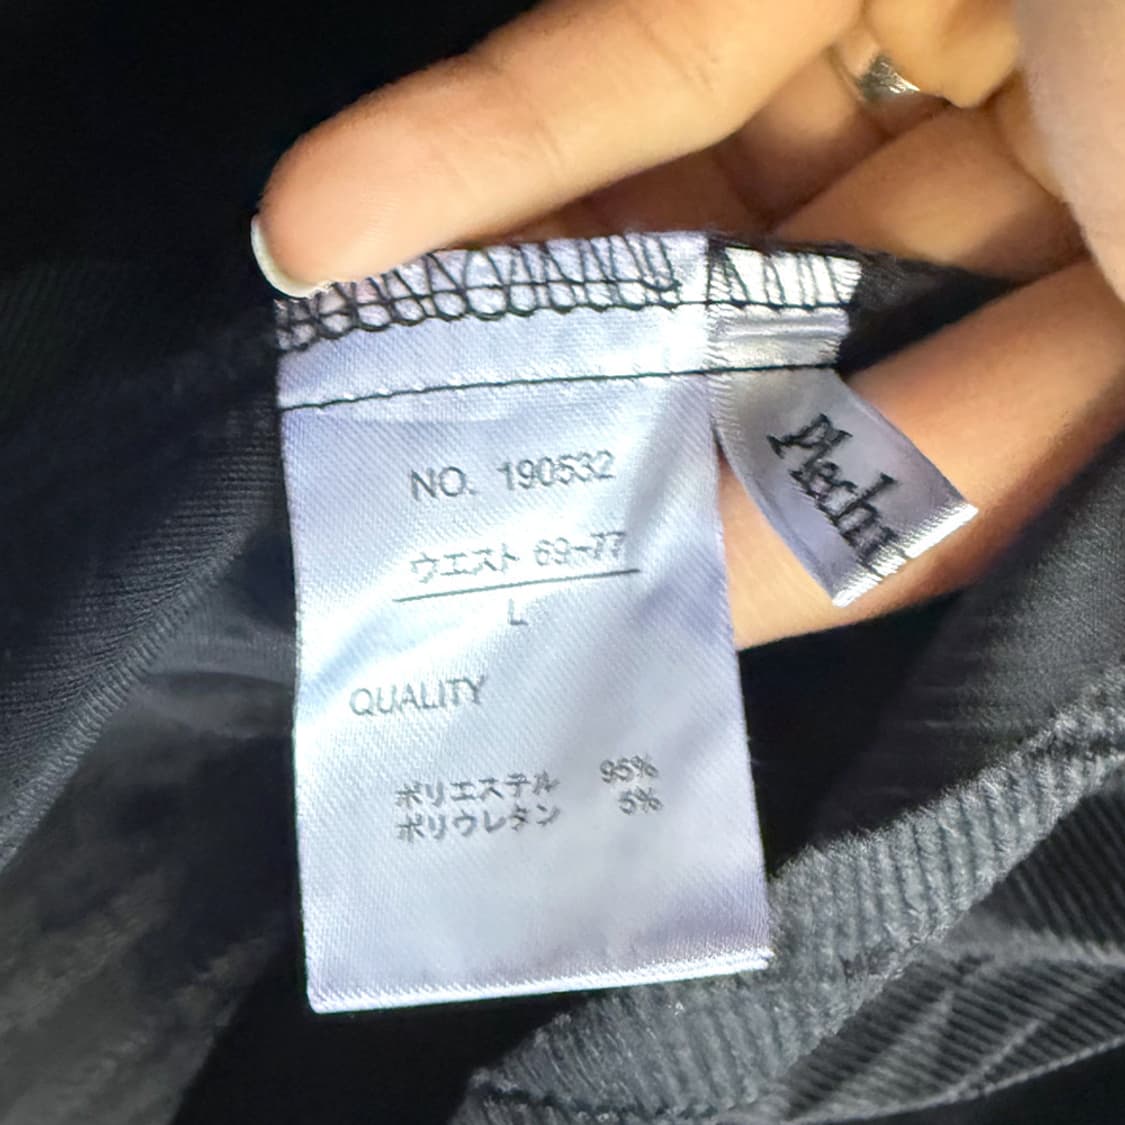 NO. 190532
ウエスト 69-77
L
QUALITY
ポリエステル 95%
ポリウレタン 5%